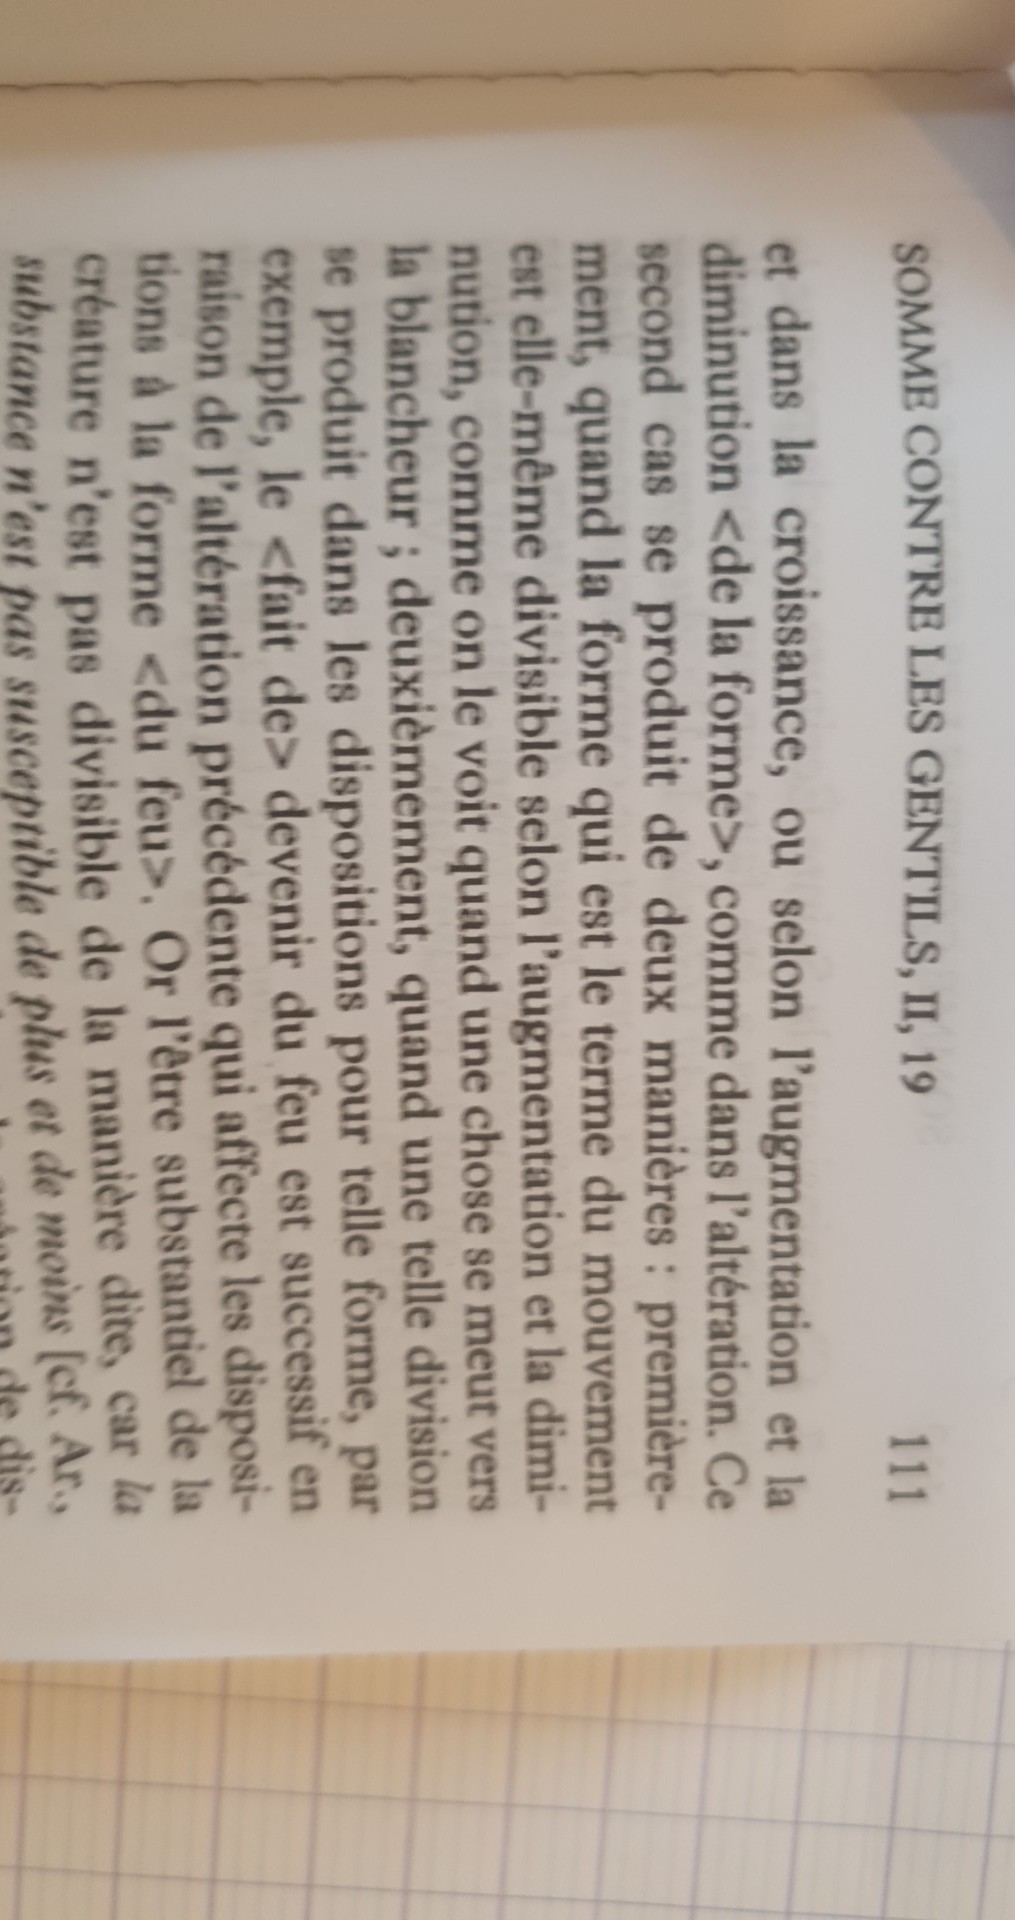 SOMME CONTRE LES GENTILS, II, 19 111
et dans la croissance, ou selon l'augmentation et la
diminution <de la forme>, comme dans l'altération. Ce
second cas se produit de deux manières : première-
ment, quand la forme qui est le terme du mouvement
est elle-même divisible selon l'augmentation et la dimi-
nution, comme on le voit quand une chose se meut vers
la blancheur ; deuxièmement, quand une telle division
se produit dans les dispositions pour telle forme, par
exemple, le <fait de> devenir du feu est successif en
raison de l'altération précédente qui affecte les disposi-
tions à la forme <du feu>. Or l'être substantiel de la
créature n'est pas divisible de la manière dite, car la
substance n'est pas susceptible de plus et de moins [cf. Ar.,
de dis-